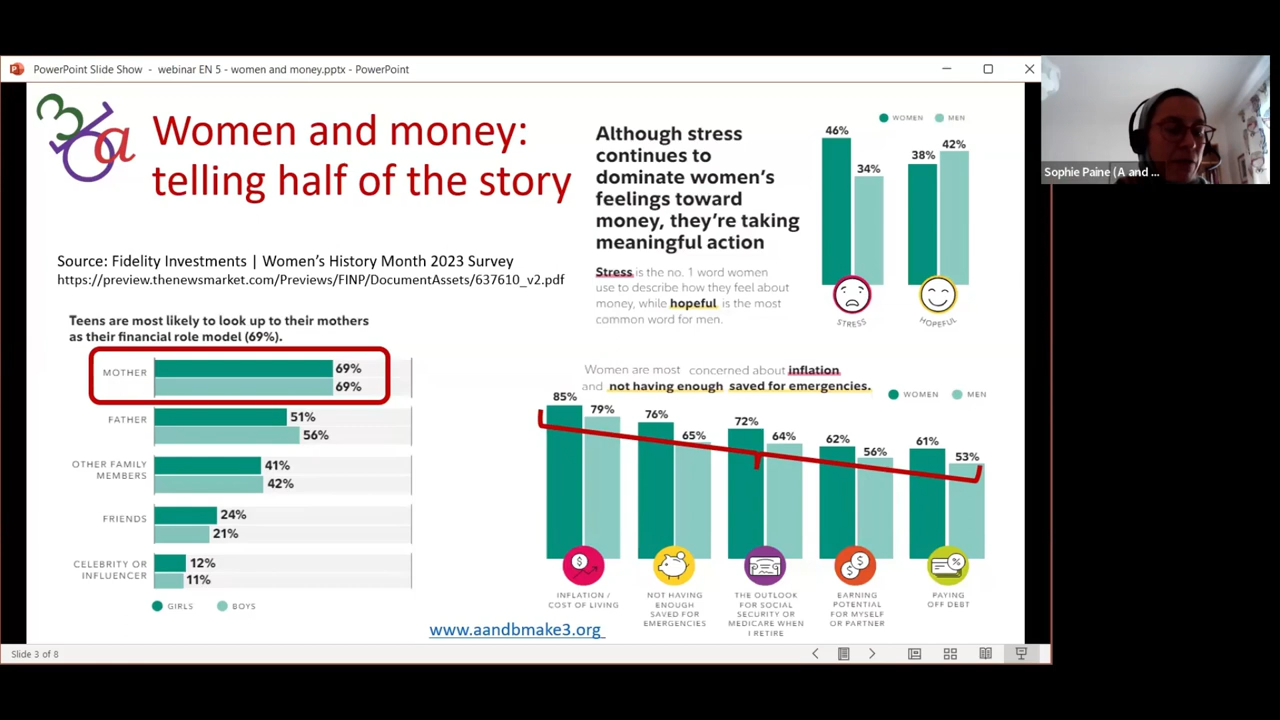 PowerPoint Slide Show - webinar EN 5 - women and money.pptx - PowerPoint
36a
Women and money:
telling half of the story
Source: Fidelity Investments | Women's History Month 2023 Survey
https://preview.thenewsmarket.com/Previews/FINP/DocumentAssets/637610_v2.pdf
Teens are most likely to look up to their mothers
as their financial role model (69%).
MOTHER
69%
69%
FATHER
51%
56%
OTHER FAMILY
MEMBERS
41%
42%
FRIENDS
24%
21%
CELEBRITY OR
INFLUENCER
12%
11%
GIRLS
BOYS
Although stress
continues to
dominate women's
feelings toward
money, they're taking
meaningful action
Stress is the no. 1 word women
use to describe how they feel about
money, while hopeful is the most
common word for men.
WOMEN
MEN
46%
34%
38%
42%
STRESS
HOPEFUL
Women are most concerned about inflation
and not having enough saved for emergencies.
WOMEN
MEN
85%
79%
76%
65%
72%
64%
62%
56%
61%
53%
INFLATION /
COST OF LIVING
NOT HAVING
ENOUGH
SAVED FOR
EMERGENCIES
THE OUTLOOK
FOR SOCIAL
SECURITY OR
MEDICARE WHEN
I RETIRE
EARNING
POTENTIAL
FOR MYSELF
OR PARTNER
PAYING
OFF DEBT
www.aandbmake3.org
Slide 3 of 8
Sophie Paine (A and ...